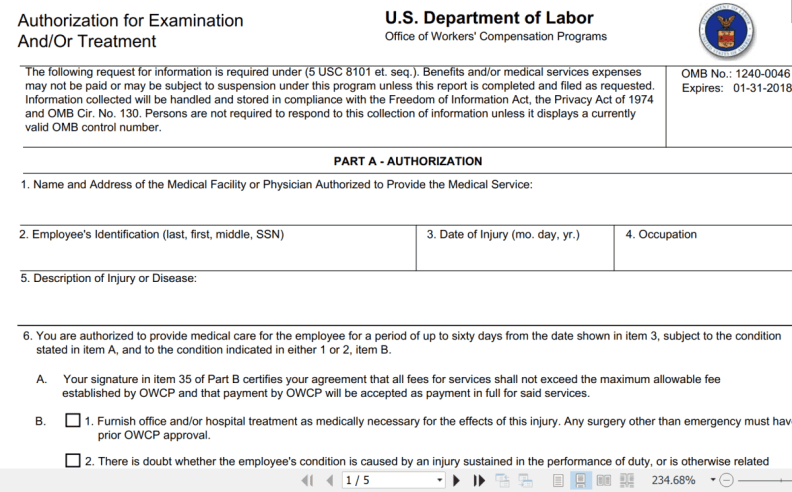 Authorization for Examination
And/Or Treatment
U.S. Department of Labor
Office of Workers' Compensation Programs
The following request for information is required under (5 USC 8101 et. seq.). Benefits and/or medical services expenses
may not be paid or may be subject to suspension under this program unless this report is completed and filed as requested.
Information collected will be handled and stored in compliance with the Freedom of Information Act, the Privacy Act of 1974
and OMB Cir. No. 130. Persons are not required to respond to this collection of information unless it displays a currently
valid OMB control number.
OMB No.: 1240-0046
Expires: 01-31-2018
PART A - AUTHORIZATION
1. Name and Address of the Medical Facility or Physician Authorized to Provide the Medical Service:
2. Employee's Identification (last, first, middle, SSN)
3. Date of Injury (mo. day, yr.)
4. Occupation
5. Description of Injury or Disease:
6. You are authorized to provide medical care for the employee for a period of up to sixty days from the date shown in item 3, subject to the condition
stated in item A, and to the condition indicated in either 1 or 2, item B.
A. Your signature in item 35 of Part B certifies your agreement that all fees for services shall not exceed the maximum allowable fee
established by OWCP and that payment by OWCP will be accepted as payment in full for said services.
B. 1. Furnish office and/or hospital treatment as medically necessary for the effects of this injury. Any surgery other than emergency must hav
prior OWCP approval.
2. There is doubt whether the employee's condition is caused by an injury sustained in the performance of duty, or is otherwise related
1 / 5
234.68%